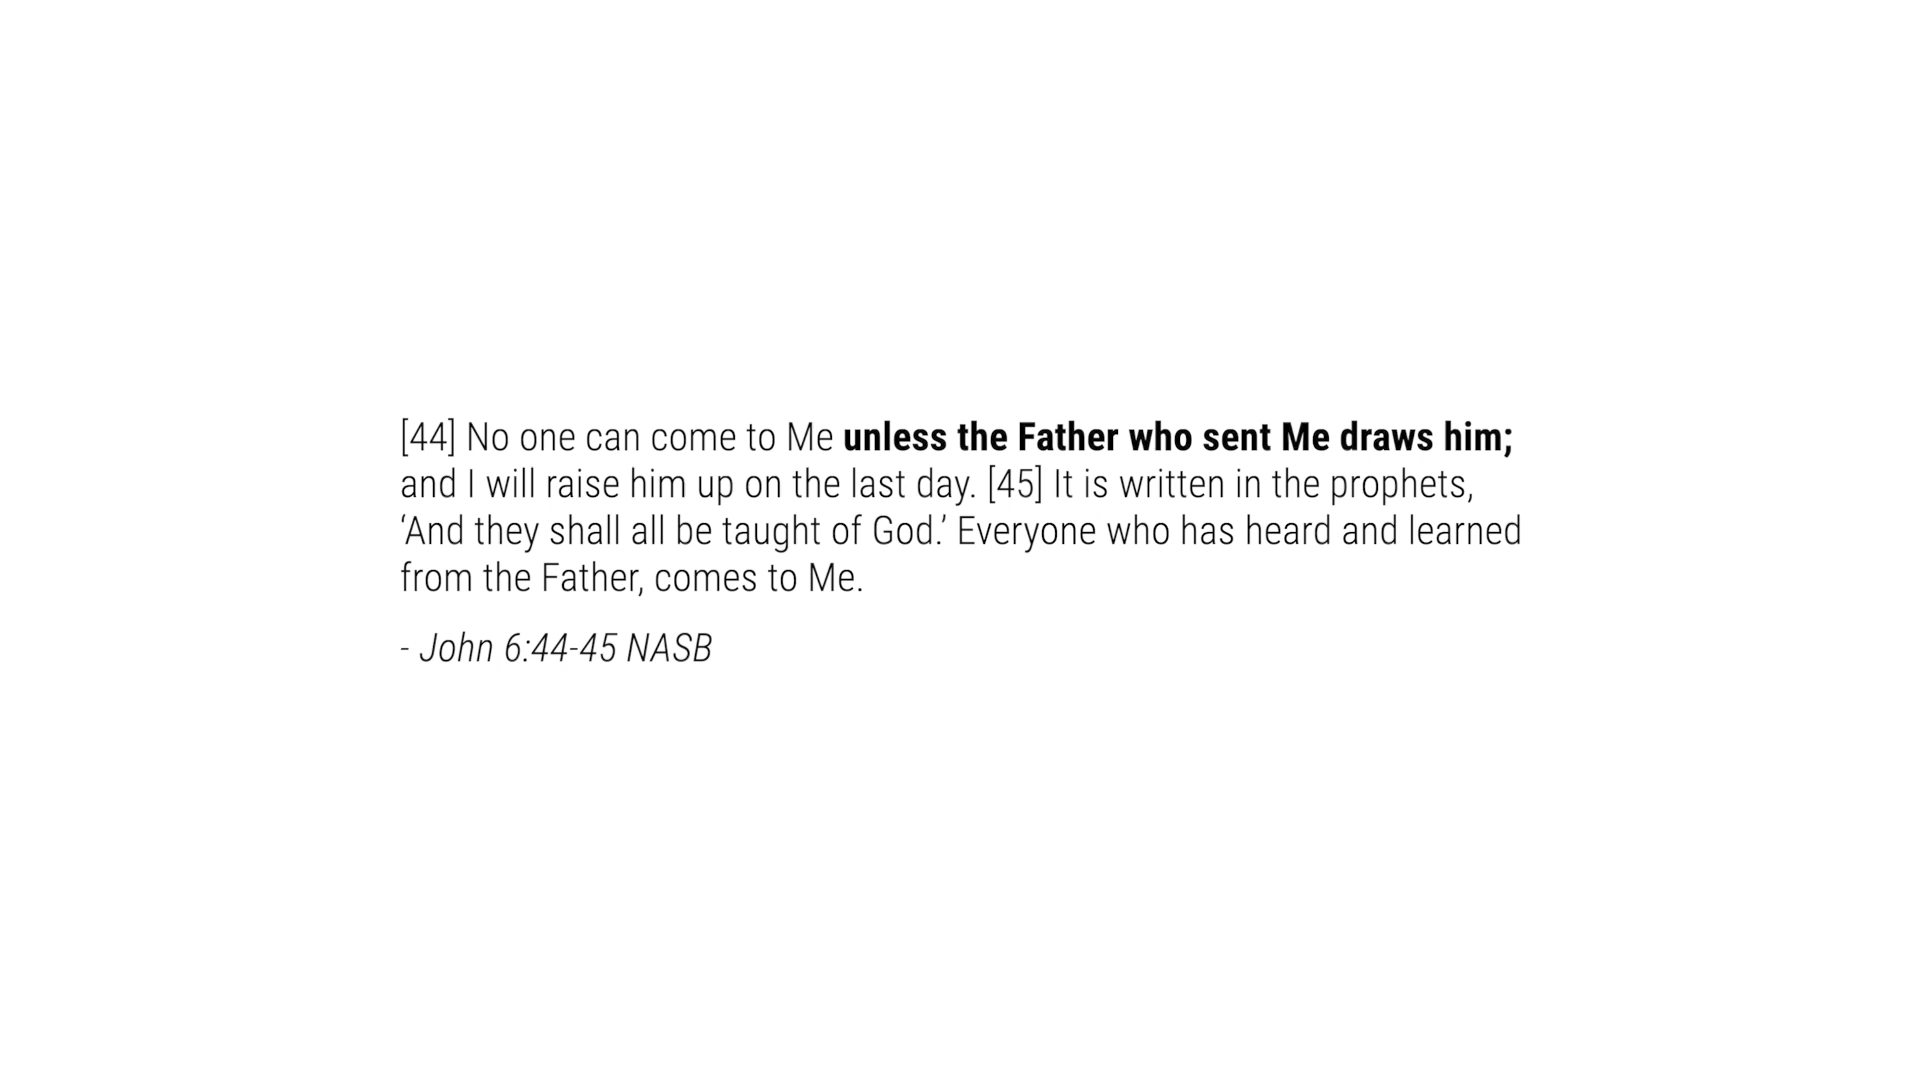 [44] No one can come to Me unless the Father who sent Me draws him;
and I will raise him up on the last day. [45] It is written in the prophets,
‘And they shall all be taught of God.’ Everyone who has heard and learned
from the Father, comes to Me.
- John 6:44-45 NASB